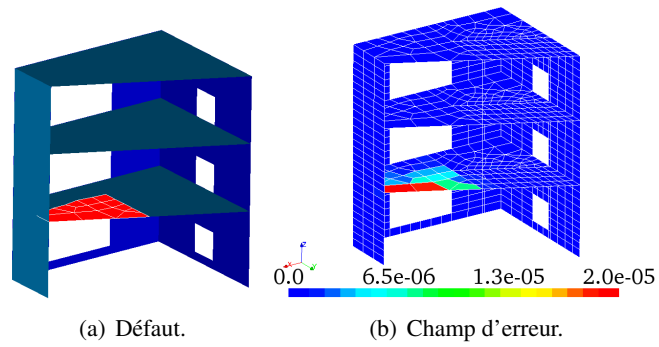 z
x
y
0.0 6.5e-06 1.3e-05 2.0e-05
(a) Défaut.
(b) Champ d'erreur.